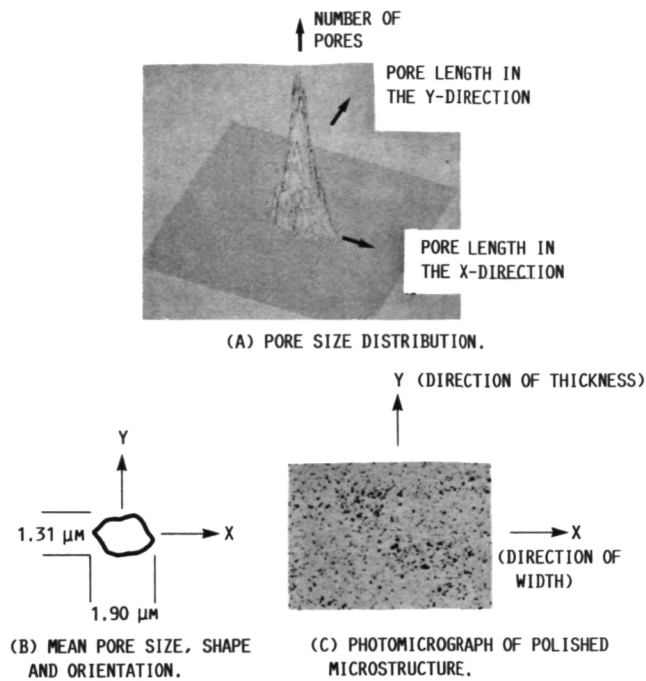 NUMBER OF
PORES
PORE LENGTH IN
THE Y-DIRECTION
PORE LENGTH IN
THE X-DIRECTION
(A) PORE SIZE DISTRIBUTION.
Y (DIRECTION OF THICKNESS)
Y
1.31 μM
X
1.90 μM
X
(DIRECTION OF
WIDTH)
(B) MEAN PORE SIZE, SHAPE
AND ORIENTATION.
(C) PHOTOMICROGRAPH OF POLISHED
MICROSTRUCTURE.